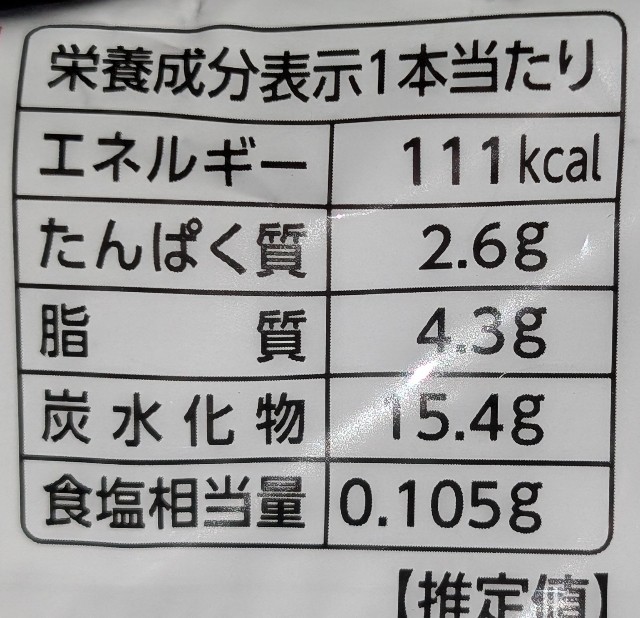 栄養成分表示1本当たり
エネルギー 111kcal
たんぱく質 2.6g
脂質 4.3g
炭水化物 15.4g
食塩相当量 0.105g
【推定値】